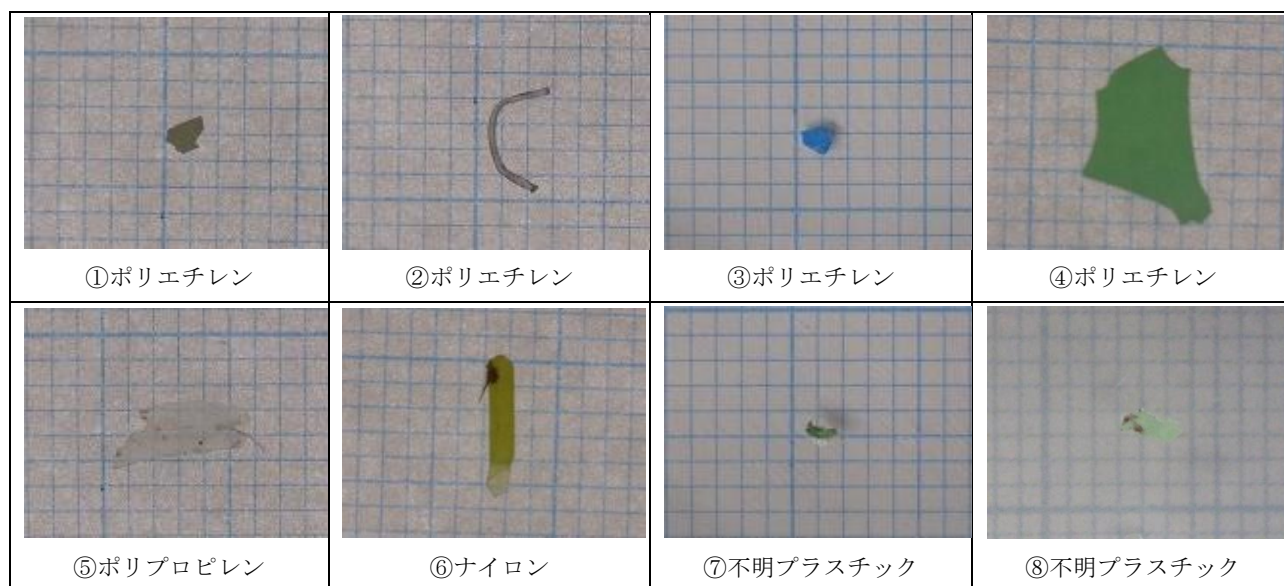 ①ポリエチレン
②ポリエチレン
③ポリエチレン
④ポリエチレン
⑤ポリプロピレン
⑥ナイロン
⑦不明プラスチック
⑧不明プラスチック